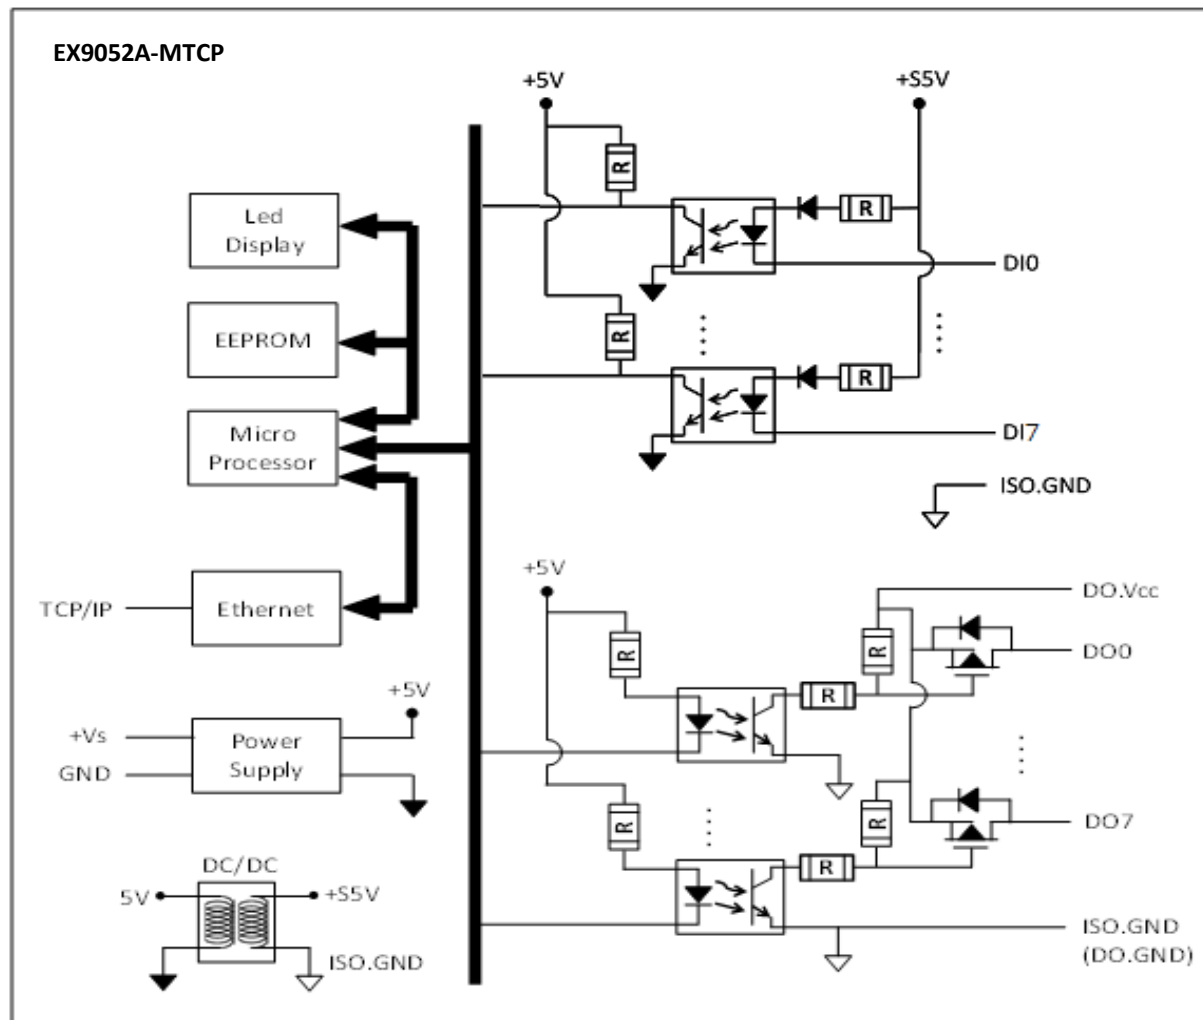 EX9052A-MTCP
+5V
+S5V
R
R
Led
Display
DI0
R
R
EEPROM
Micro
Processor
DI7
ISO.GND
+5V
DO.Vcc
TCP/IP
Ethernet
R
R
DO0
R
+5V
+Vs
GND
Power
Supply
R
R
DO7
DC/DC
R
5V
+S5V
ISO.GND
ISO.GND
(DO.GND)